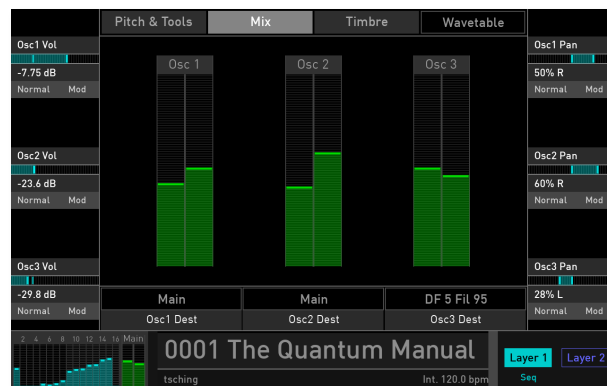 Pitch & Tools Mix Timbre Wavetable
Osc1 Vol
-7.75 dB
Normal Mod
Osc2 Vol
-23.6 dB
Normal Mod
Osc3 Vol
-29.8 dB
Normal Mod
Osc 1 Osc 2 Osc 3
Main Main DF 5 Fil 95
Osc1 Dest Osc2 Dest Osc3 Dest
Osc1 Pan
50% R
Normal Mod
Osc2 Pan
60% R
Normal Mod
Osc3 Pan
28% L
Normal Mod
2 4 6 8 10 12 14 16 Main
0001 The Quantum Manual
tsching Int. 120.0 bpm
Layer 1 Layer 2
Seq